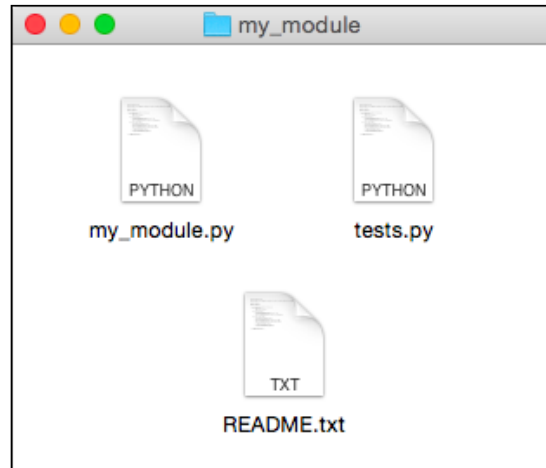 my_module
PYTHON
PYTHON
my_module.py
tests.py
TXT
README.txt